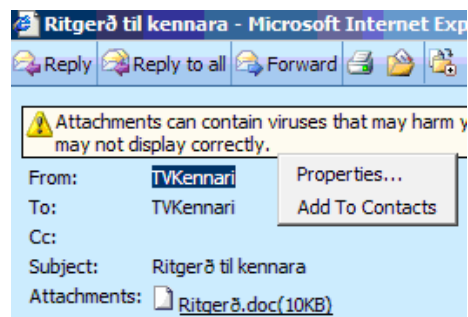 Ritgerð til kennara - Microsoft Internet Exp
Reply Reply to all Forward
Attachments can contain viruses that may harm y
may not display correctly.
From: TVKennari Properties...
To: TVKennari Add To Contacts
Cc:
Subject: Ritgerð til kennara
Attachments: Ritgerð.doc(10KB)